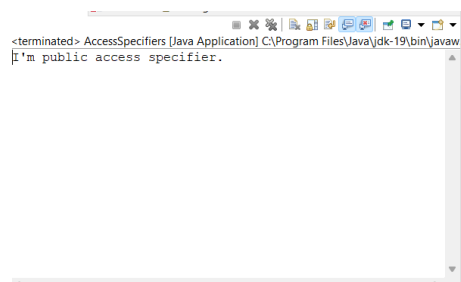 <terminated> AccessSpecifiers [Java Application] C:\Program Files\Java\jdk-19\bin\javaw
I'm public access specifier.